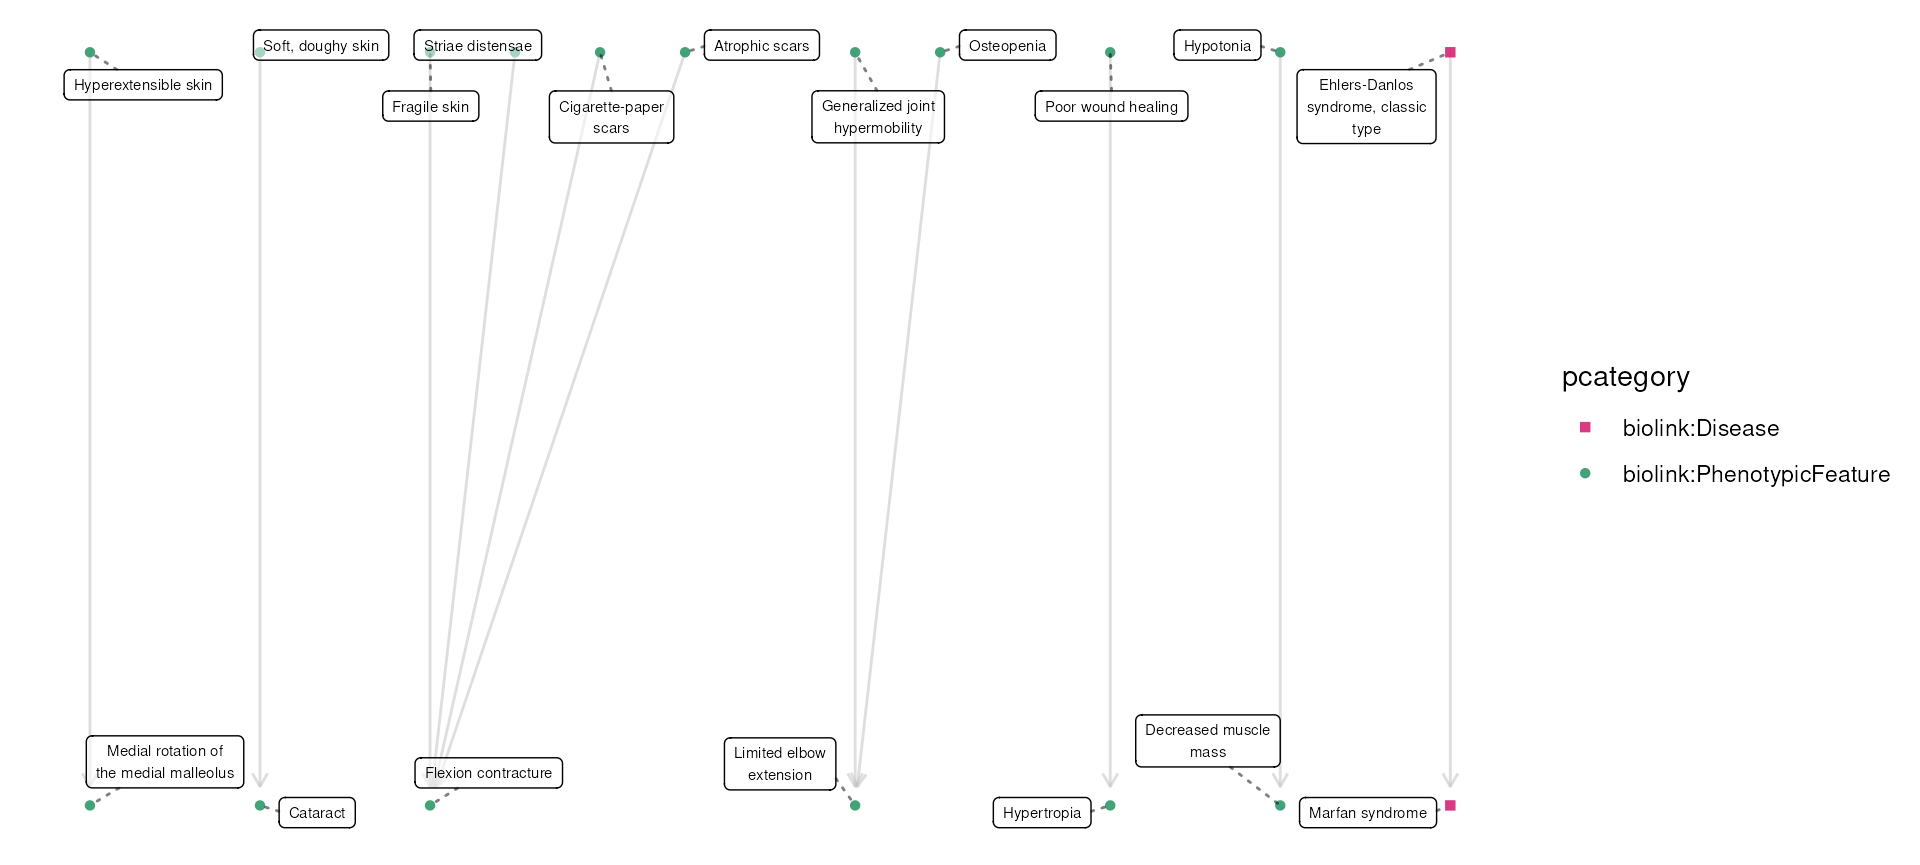 Soft, doughy skin
Striae distensae
Atrophic scars
Osteopenia
Hypotonia
Hyperextensible skin
Fragile skin
Cigarette-paper
scars
Generalized joint
hypermobility
Poor wound healing
Ehlers-Danlos
syndrome, classic
type
pcategory
biolink:Disease
biolink:PhenotypicFeature
Medial rotation of
the medial malleolus
Cataract
Flexion contracture
Limited elbow
extension
Hypertropia
Decreased muscle
mass
Marfan syndrome